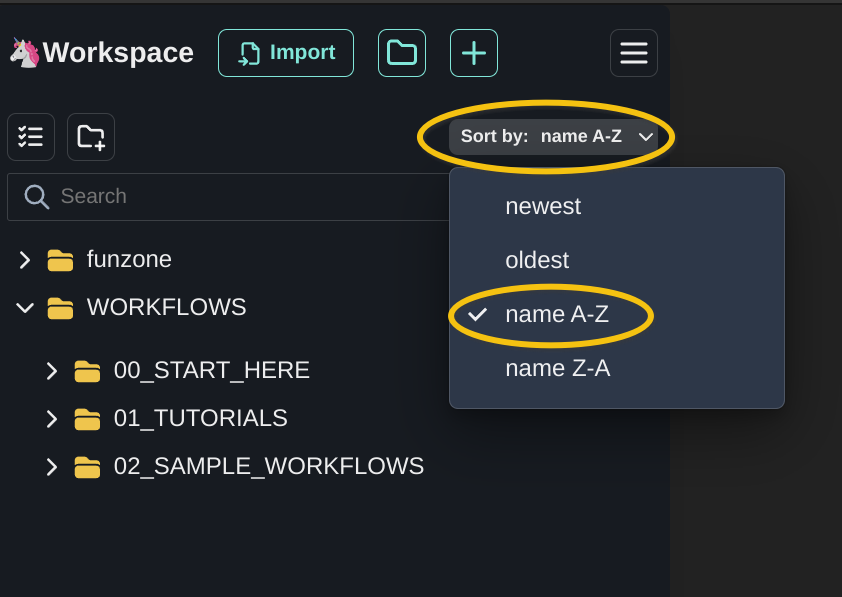 Workspace
Import
Sort by: name A-Z
Search
newest
oldest
name A-Z
name Z-A
funzone
WORKFLOWS
00_START_HERE
01_TUTORIALS
02_SAMPLE_WORKFLOWS